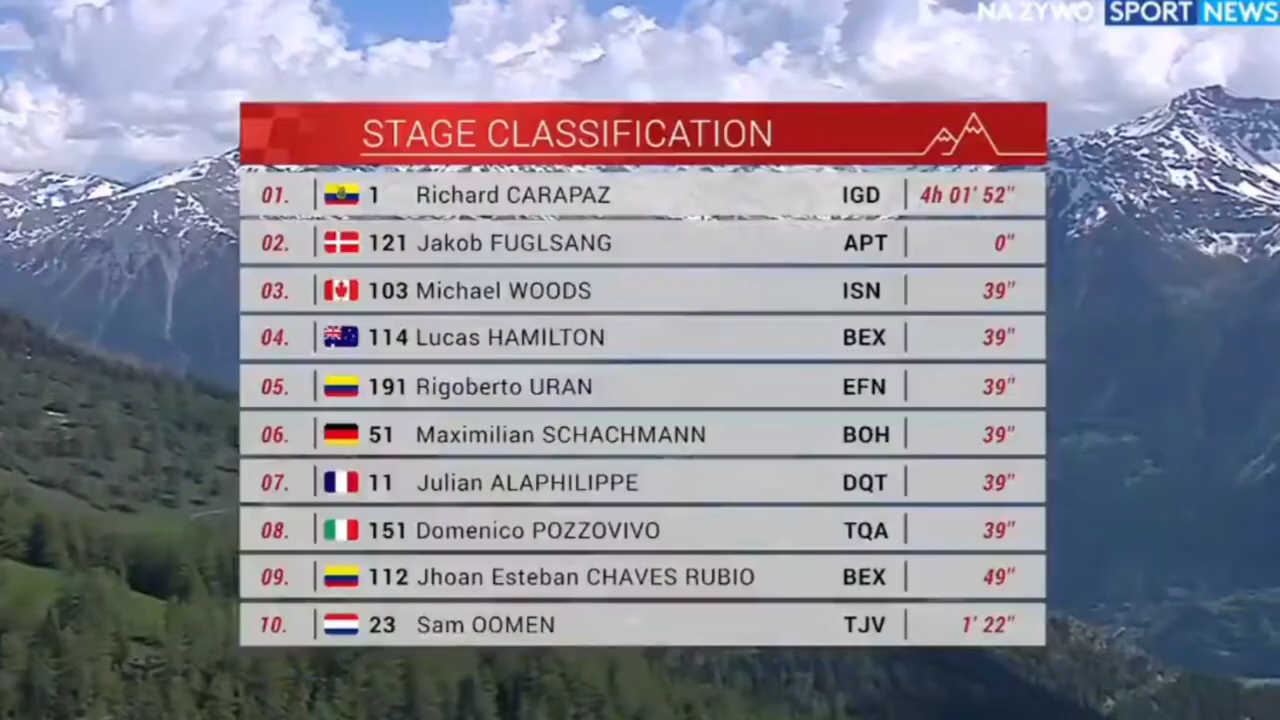 NA ŻYWO SPORT NEWS
STAGE CLASSIFICATION
01. 1 Richard CARAPAZ IGD 4h 01' 52"
02. 121 Jakob FUGLSANG APT 0"
03. 103 Michael WOODS ISN 39"
04. 114 Lucas HAMILTON BEX 39"
05. 191 Rigoberto URAN EFN 39"
06. 51 Maximilian SCHACHMANN BOH 39"
07. 11 Julian ALAPHILIPPE DQT 39"
08. 151 Domenico POZZOVIVO TQA 39"
09. 112 Jhoan Esteban CHAVES RUBIO BEX 49"
10. 23 Sam OOMEN TJV 1' 22"